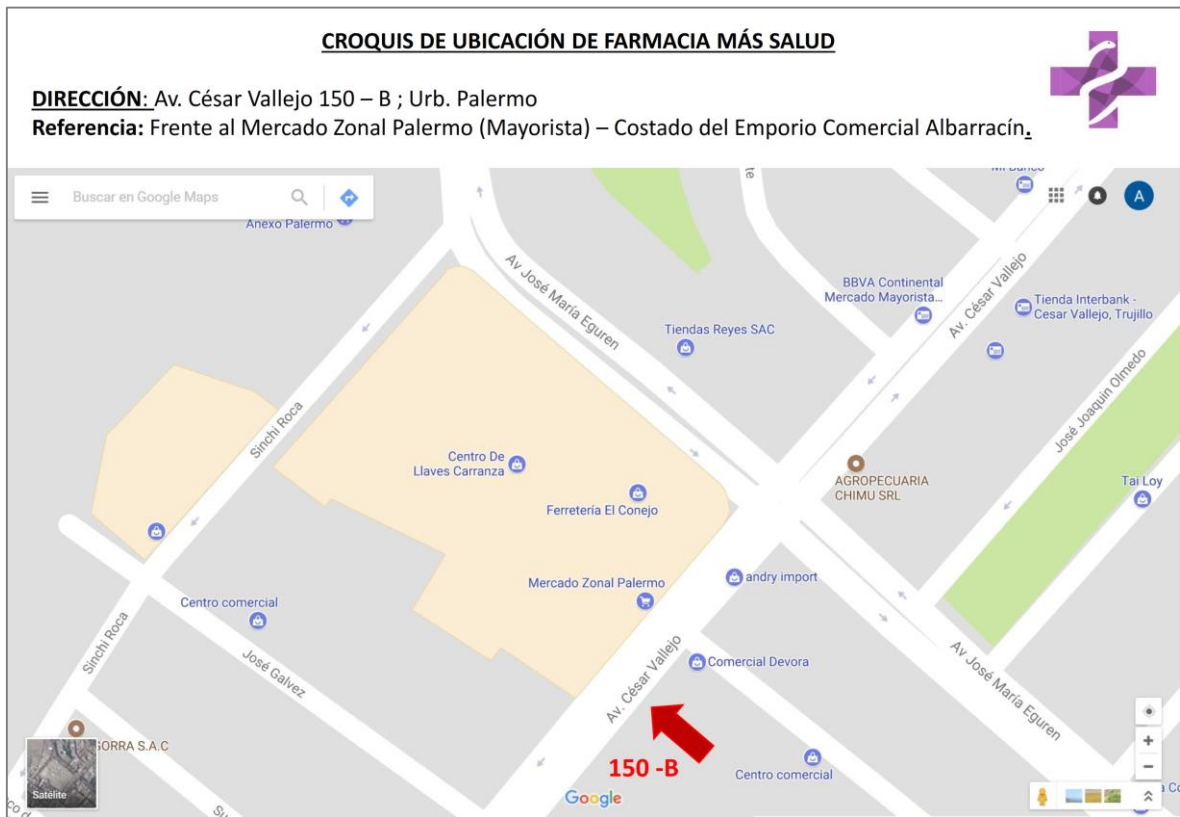 CROQUIS DE UBICACIÓN DE FARMACIA MÁS SALUD
DIRECCIÓN: Av. César Vallejo 150 – B ; Urb. Palermo
Referencia: Frente al Mercado Zonal Palermo (Mayorista) – Costado del Emporio Comercial Albarracín.
Buscar en Google Maps
A
Anexo Palermo
Av José María Eguren
BBVA Continental
Mercado Mayorista...
Av. César Vallejo
Tienda Interbank -
Cesar Vallejo, Trujillo
Tiendas Reyes SAC
José Joaquin Olmedo
Sinchi Roca
Centro De
Llaves Carranza
Ferretería El Conejo
AGROPECUARIA
CHIMU SRL
Tai Loy
Mercado Zonal Palermo
andry import
Centro comercial
Sinchi Roca
José Galvez
Comercial Devora
Av. César Vallejo
Av José María Eguren
GORRA S.A.C
150 -B
Centro comercial
Satélite
Google